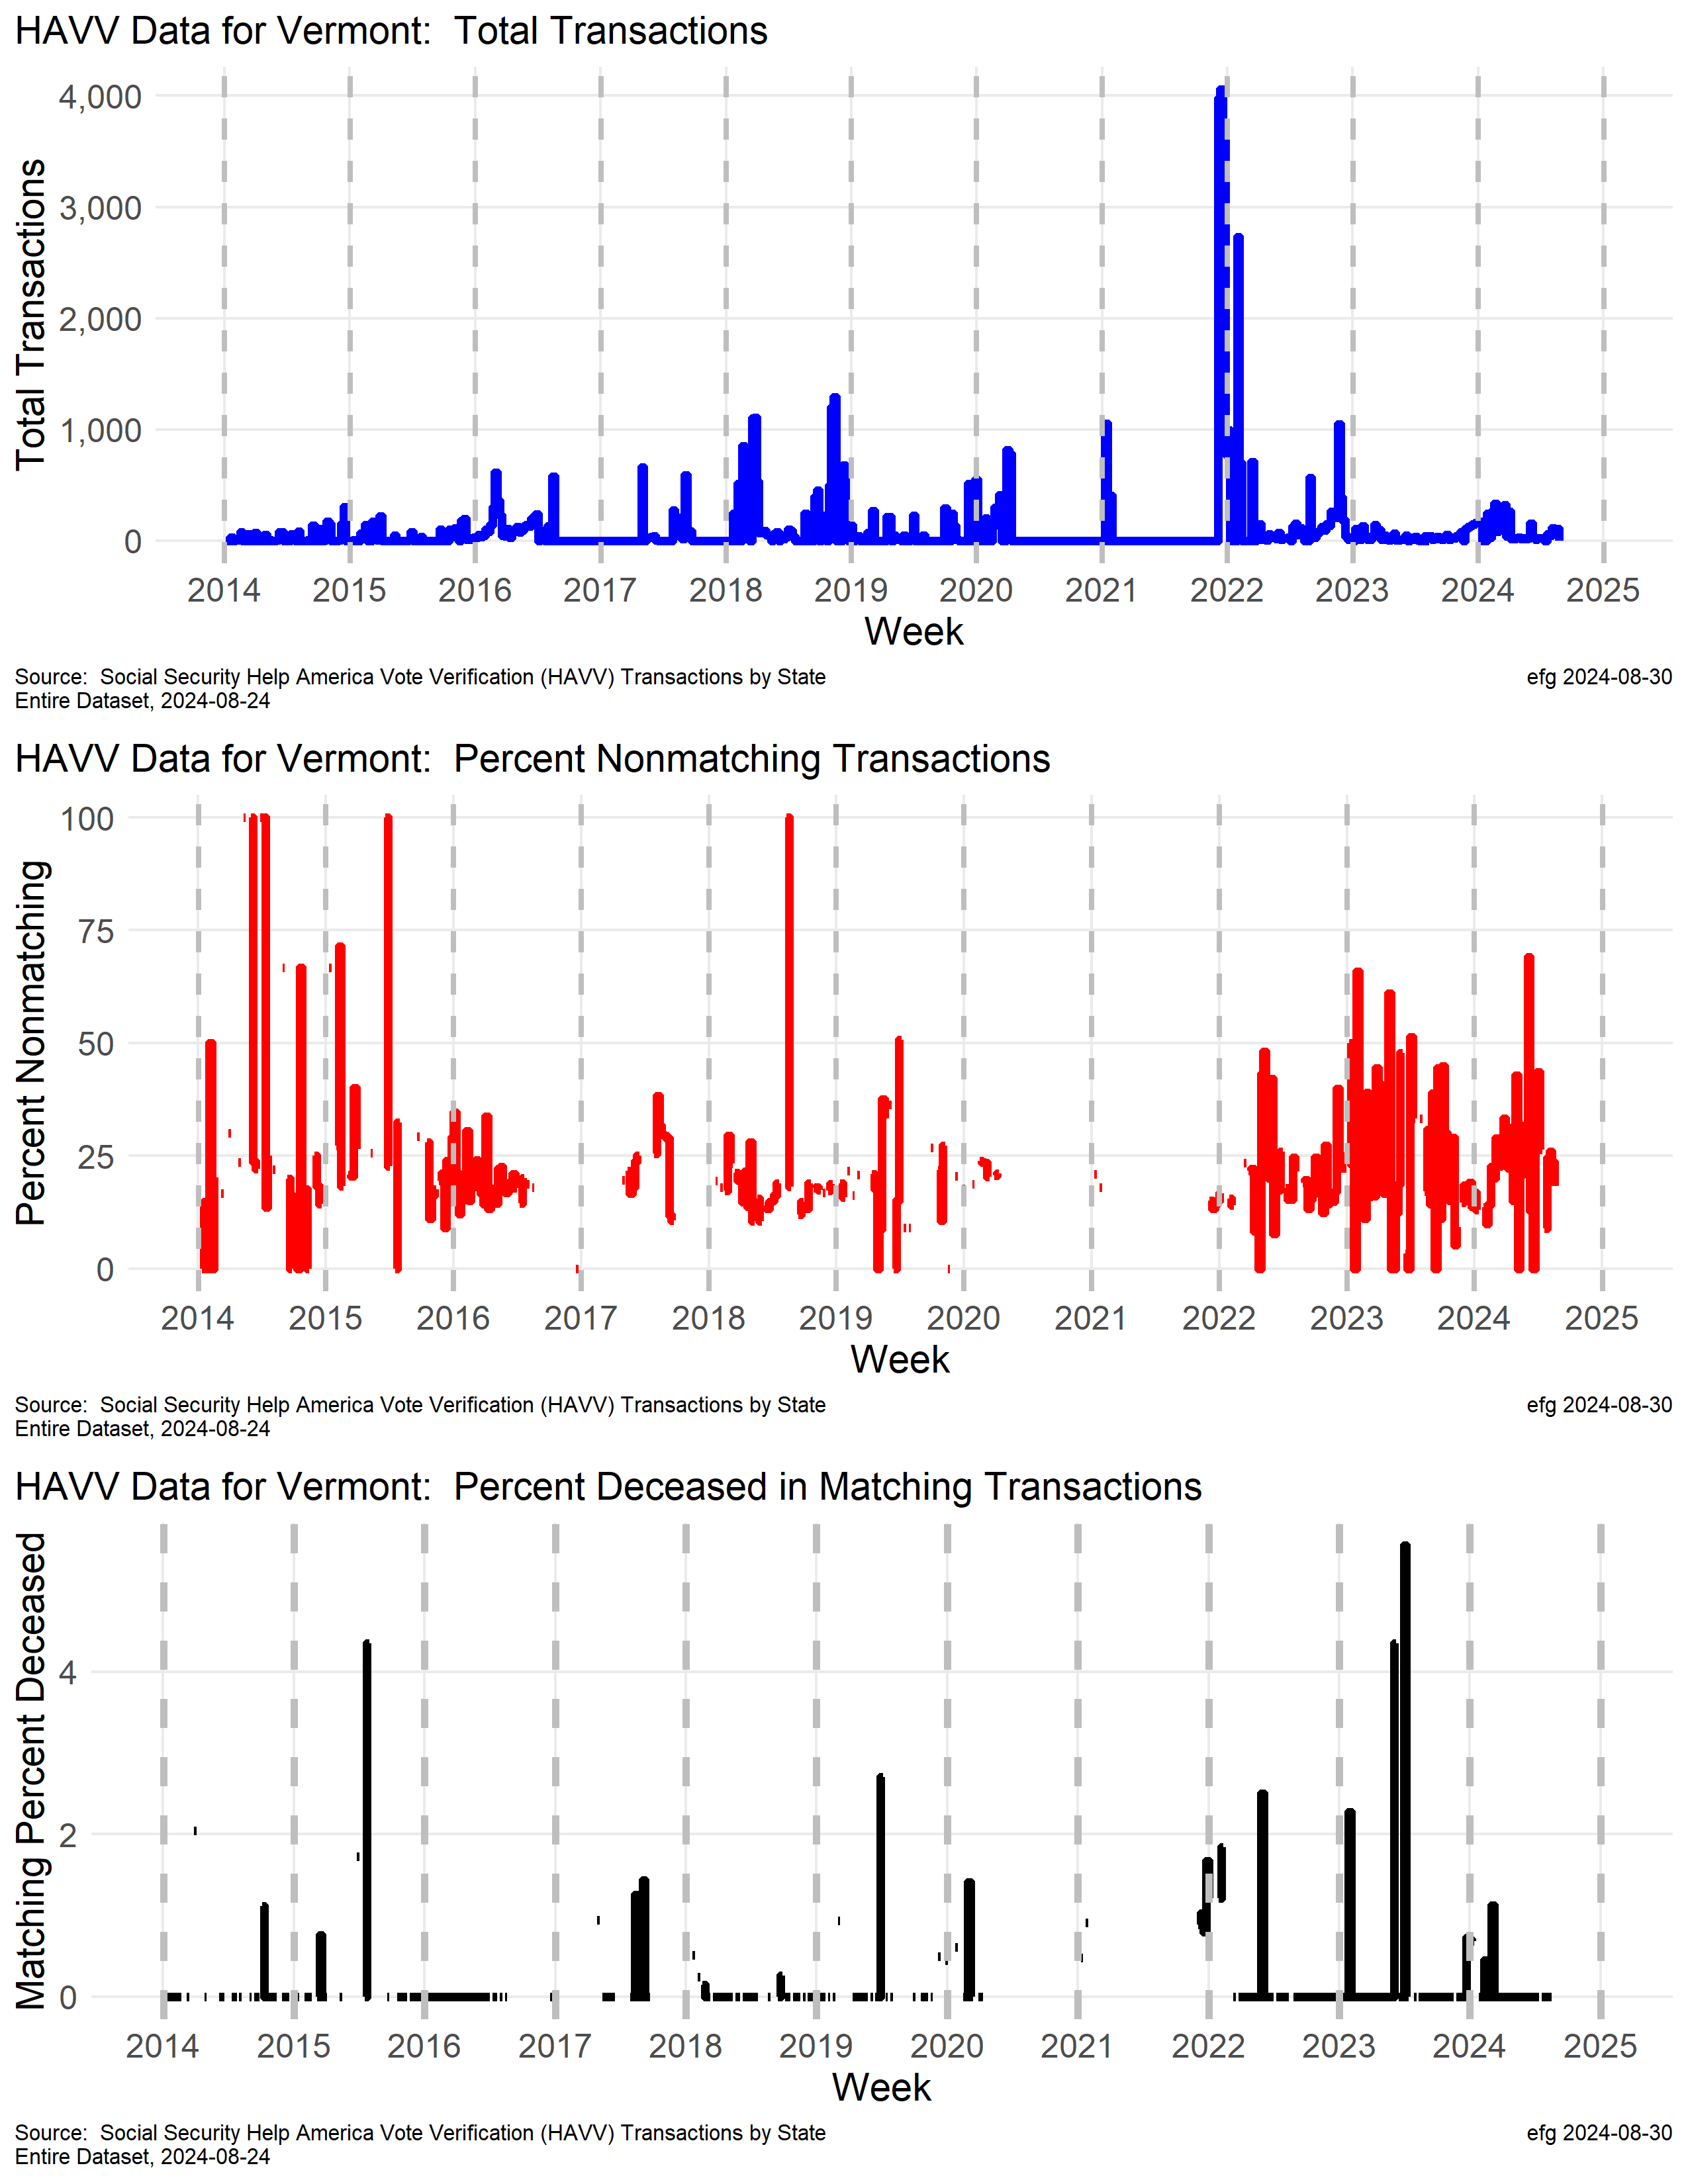 HAVV Data for Vermont:  Total Transactions
Total Transactions
4,000
3,000
2,000
1,000
0
2014 2015 2016 2017 2018 2019 2020 2021 2022 2023 2024 2025
Week
Source:  Social Security Help America Vote Verification (HAVV) Transactions by State efg 2024-08-30
Entire Dataset, 2024-08-24
HAVV Data for Vermont:  Percent Nonmatching Transactions
Percent Nonmatching
100
75
50
25
0
2014 2015 2016 2017 2018 2019 2020 2021 2022 2023 2024 2025
Week
Source:  Social Security Help America Vote Verification (HAVV) Transactions by State efg 2024-08-30
Entire Dataset, 2024-08-24
HAVV Data for Vermont:  Percent Deceased in Matching Transactions
Matching Percent Deceased
4
2
0
2014 2015 2016 2017 2018 2019 2020 2021 2022 2023 2024 2025
Week
Source:  Social Security Help America Vote Verification (HAVV) Transactions by State efg 2024-08-30
Entire Dataset, 2024-08-24